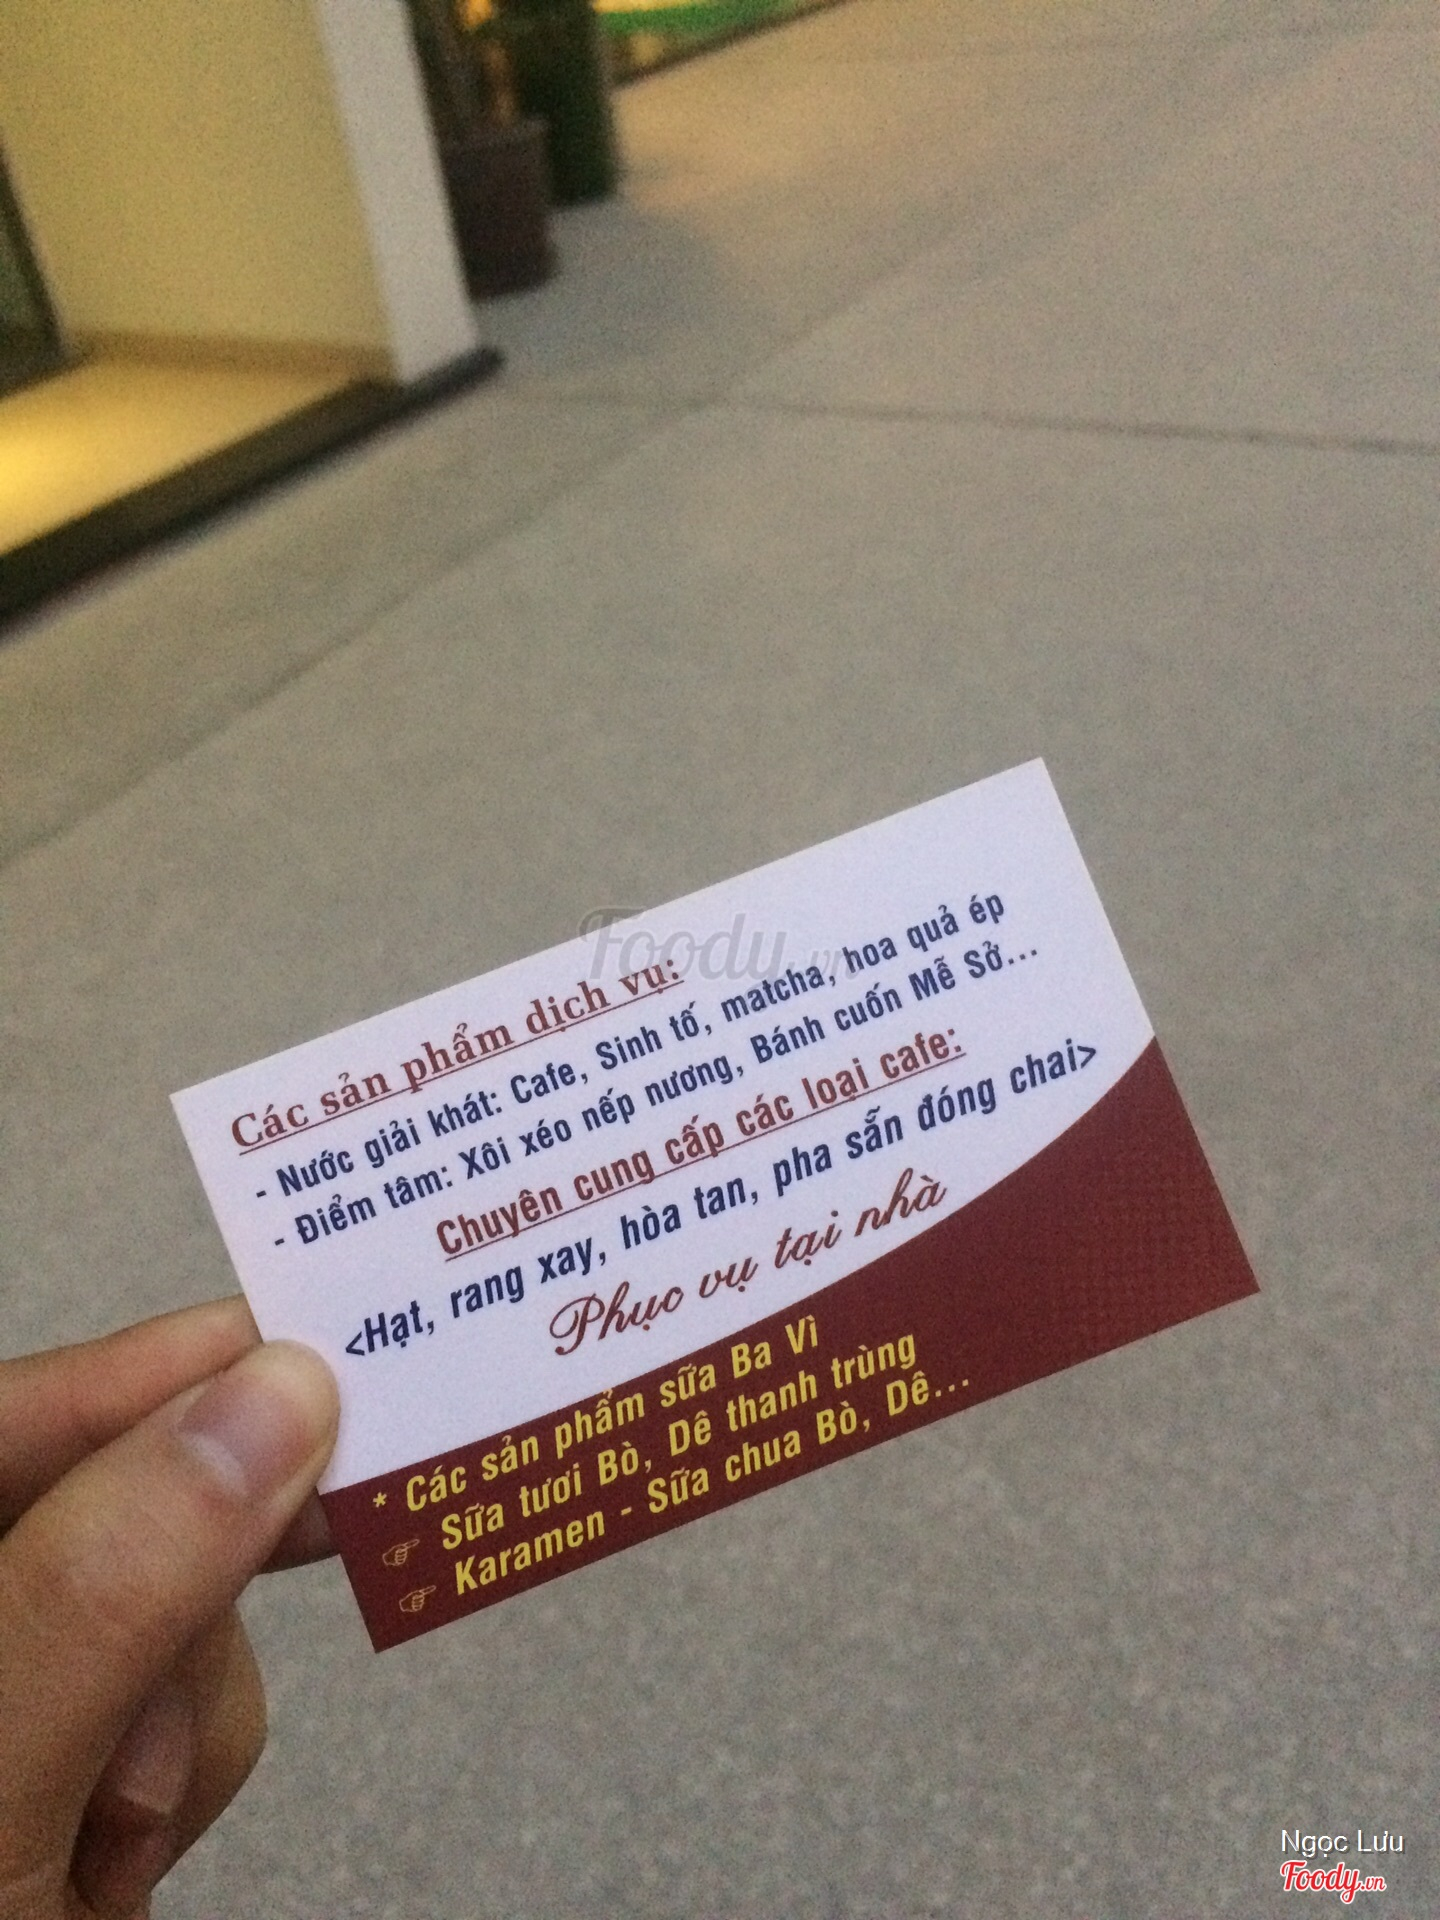 Các sản phẩm dịch vụ:
- Nước giải khát: Cafe, Sinh tố, matcha, hoa quả ép
- Điểm tâm: Xôi xéo nếp nương, Bánh cuốn Mễ Sở...
Chuyên cung cấp các loại cafe:
<Hạt, rang xay, hòa tan, pha sẵn đóng chai>
Phục vụ tại nhà
* Các sản phẩm sữa Ba Vì
☞ Sữa tươi Bò, Dê thanh trùng
☞ Karamen - Sữa chua Bò, Dê...
Foody.vn
Ngọc Lưu
Foody.vn